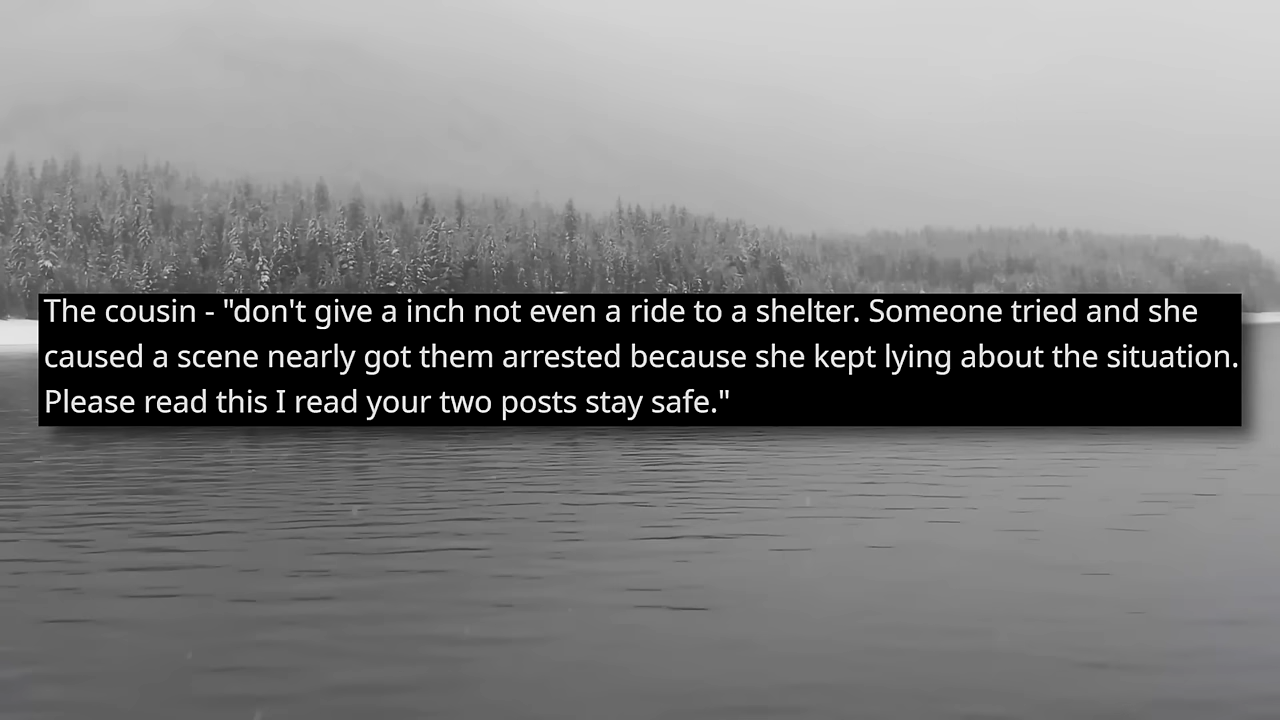 The cousin - "don't give a inch not even a ride to a shelter. Someone tried and she
caused a scene nearly got them arrested because she kept lying about the situation.
Please read this I read your two posts stay safe."